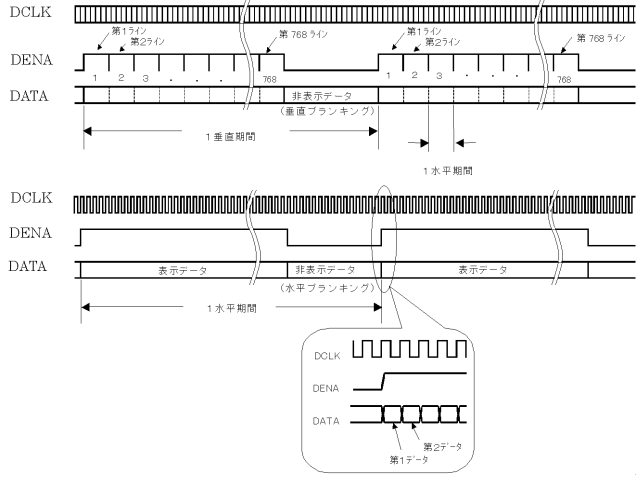 DCLK
第1ライン 第2ライン 第768ライン 第1ライン 第2ライン 第768ライン
DENA
1 2 3 ・ ・ ・ 768 1 2 3 ・ ・ ・ 768
DATA 非表示データ
(垂直ブランキング)
1垂直期間
1水平期間
DCLK
DENA
DATA 表示データ 非表示データ 表示データ
(水平ブランキング)
1水平期間
DCLK
DENA
DATA
第2データ
第1データ